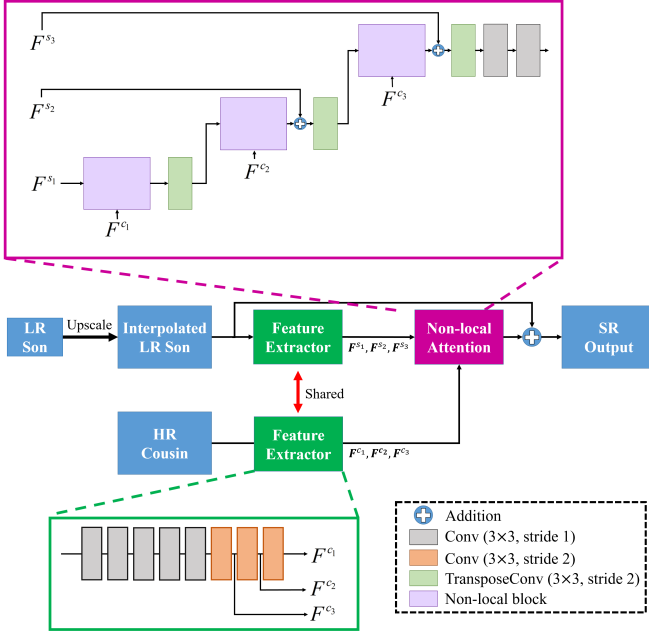 F^{s_3}
F^{s_2}
F^{c_3}
F^{c_2}
F^{s_1}
F^{c_1}
LR
Son
Upscale
Interpolated
LR Son
Feature
Extractor
F^{s_1}, F^{s_2}, F^{s_3}
Non-local
Attention
SR
Output
Shared
HR
Cousin
Feature
Extractor
F^{c_1}, F^{c_2}, F^{c_3}
F^{c_1}
F^{c_2}
F^{c_3}
Addition
Conv (3×3, stride 1)
Conv (3×3, stride 2)
TransposeConv (3×3, stride 2)
Non-local block